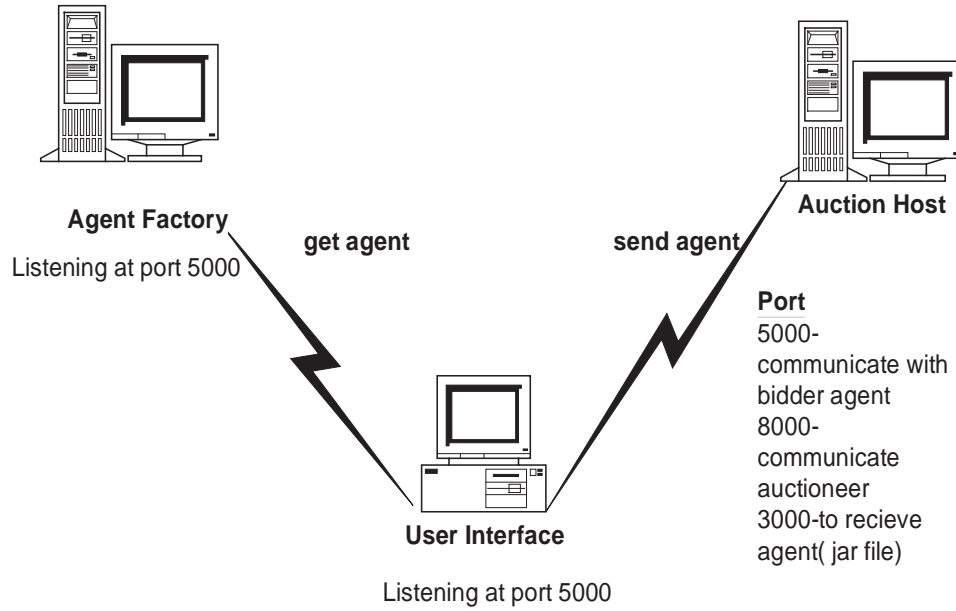 Agent Factory
Listening at port 5000
get agent
send agent
Auction Host
Port
5000-
communicate with
bidder agent
8000-
communicate
auctioneer
3000-to recieve
agent( jar file)
User Interface
Listening at port 5000